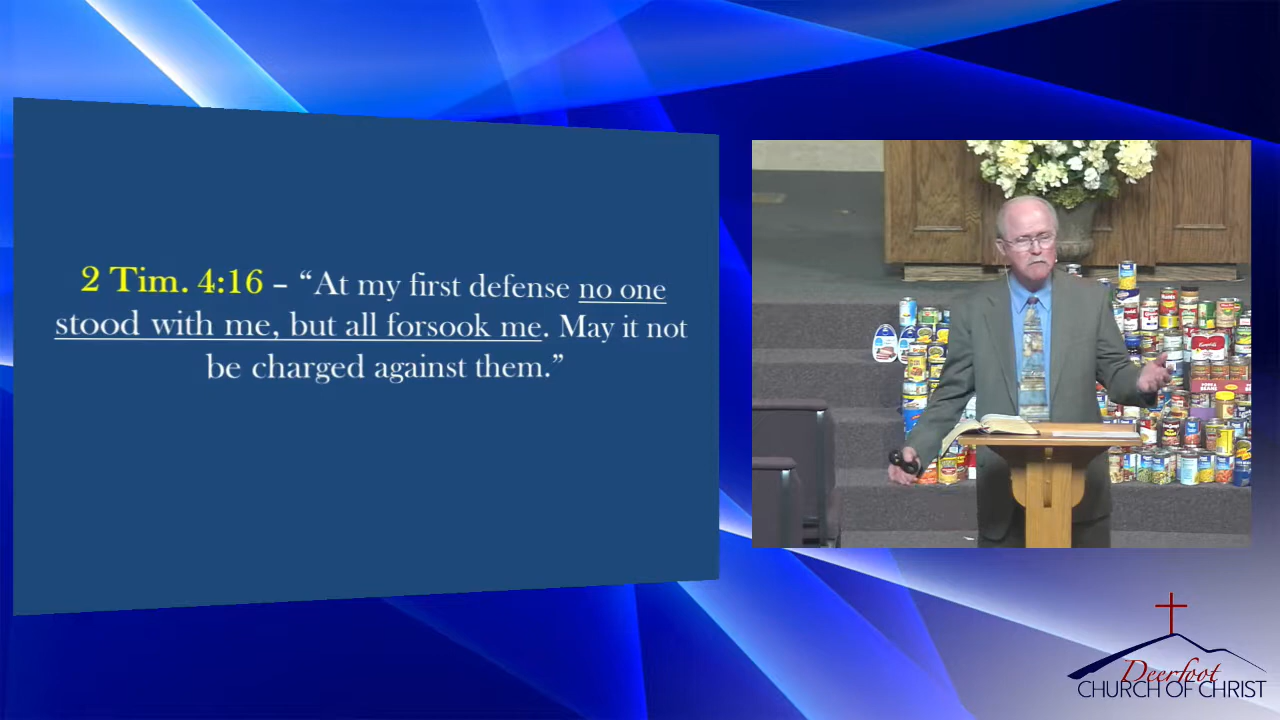 2 Tim. 4:16 – “At my first defense no one
stood with me, but all forsook me. May it not
be charged against them.”
Deerfoot
CHURCH OF CHRIST